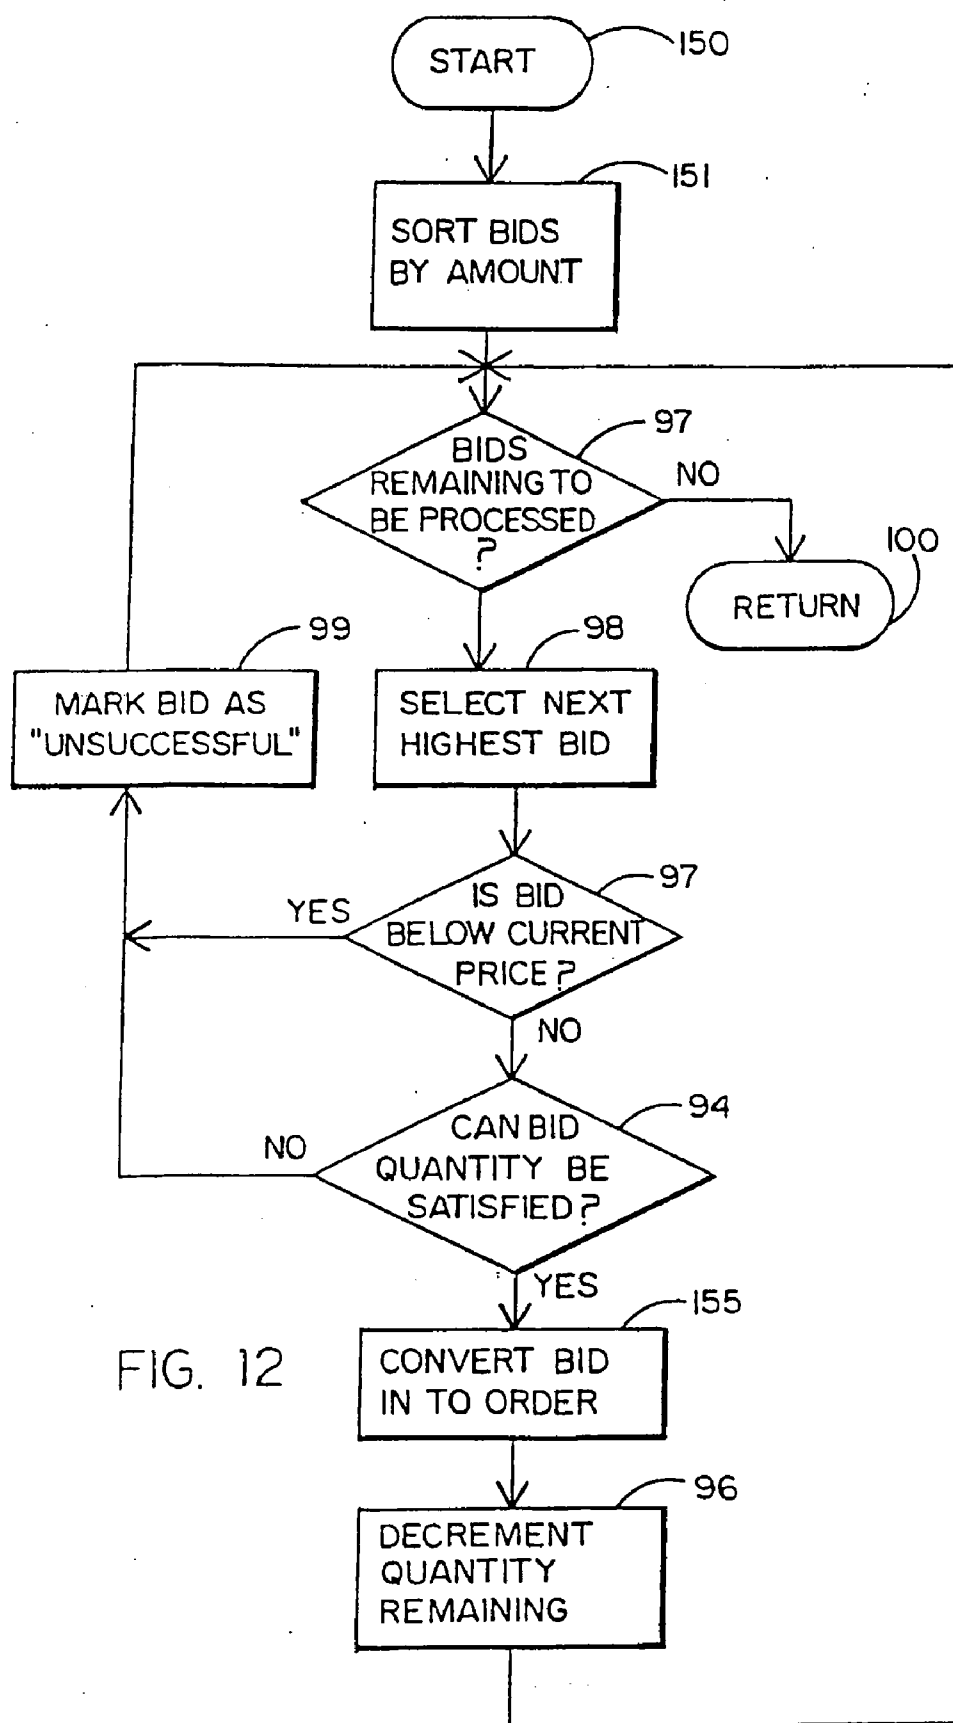 START
150
151
SORT BIDS
BY AMOUNT
97
BIDS
REMAINING TO
BE PROCESSED
?
NO
100
RETURN
99
MARK BID AS
"UNSUCCESSFUL"
98
SELECT NEXT
HIGHEST BID
97
IS BID
BELOW CURRENT
PRICE?
YES
NO
94
CAN BID
QUANTITY BE
SATISFIED?
NO
YES
155
CONVERT BID
IN TO ORDER
FIG. 12
96
DECREMENT
QUANTITY
REMAINING